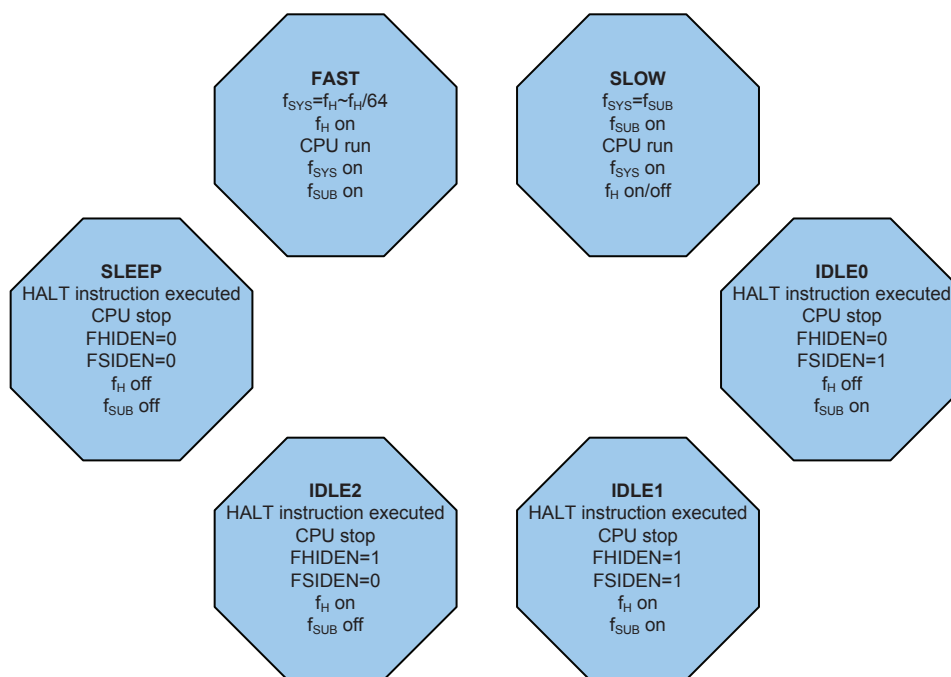 FAST
fSYS=fH~fH/64
fH on
CPU run
fSYS on
fSUB on
SLOW
fSYS=fSUB
fSUB on
CPU run
fSYS on
fH on/off
SLEEP
HALT instruction executed
CPU stop
FHIDEN=0
FSIDEN=0
fH off
fSUB off
IDLE0
HALT instruction executed
CPU stop
FHIDEN=0
FSIDEN=1
fH off
fSUB on
IDLE2
HALT instruction executed
CPU stop
FHIDEN=1
FSIDEN=0
fH on
fSUB off
IDLE1
HALT instruction executed
CPU stop
FHIDEN=1
FSIDEN=1
fH on
fSUB on